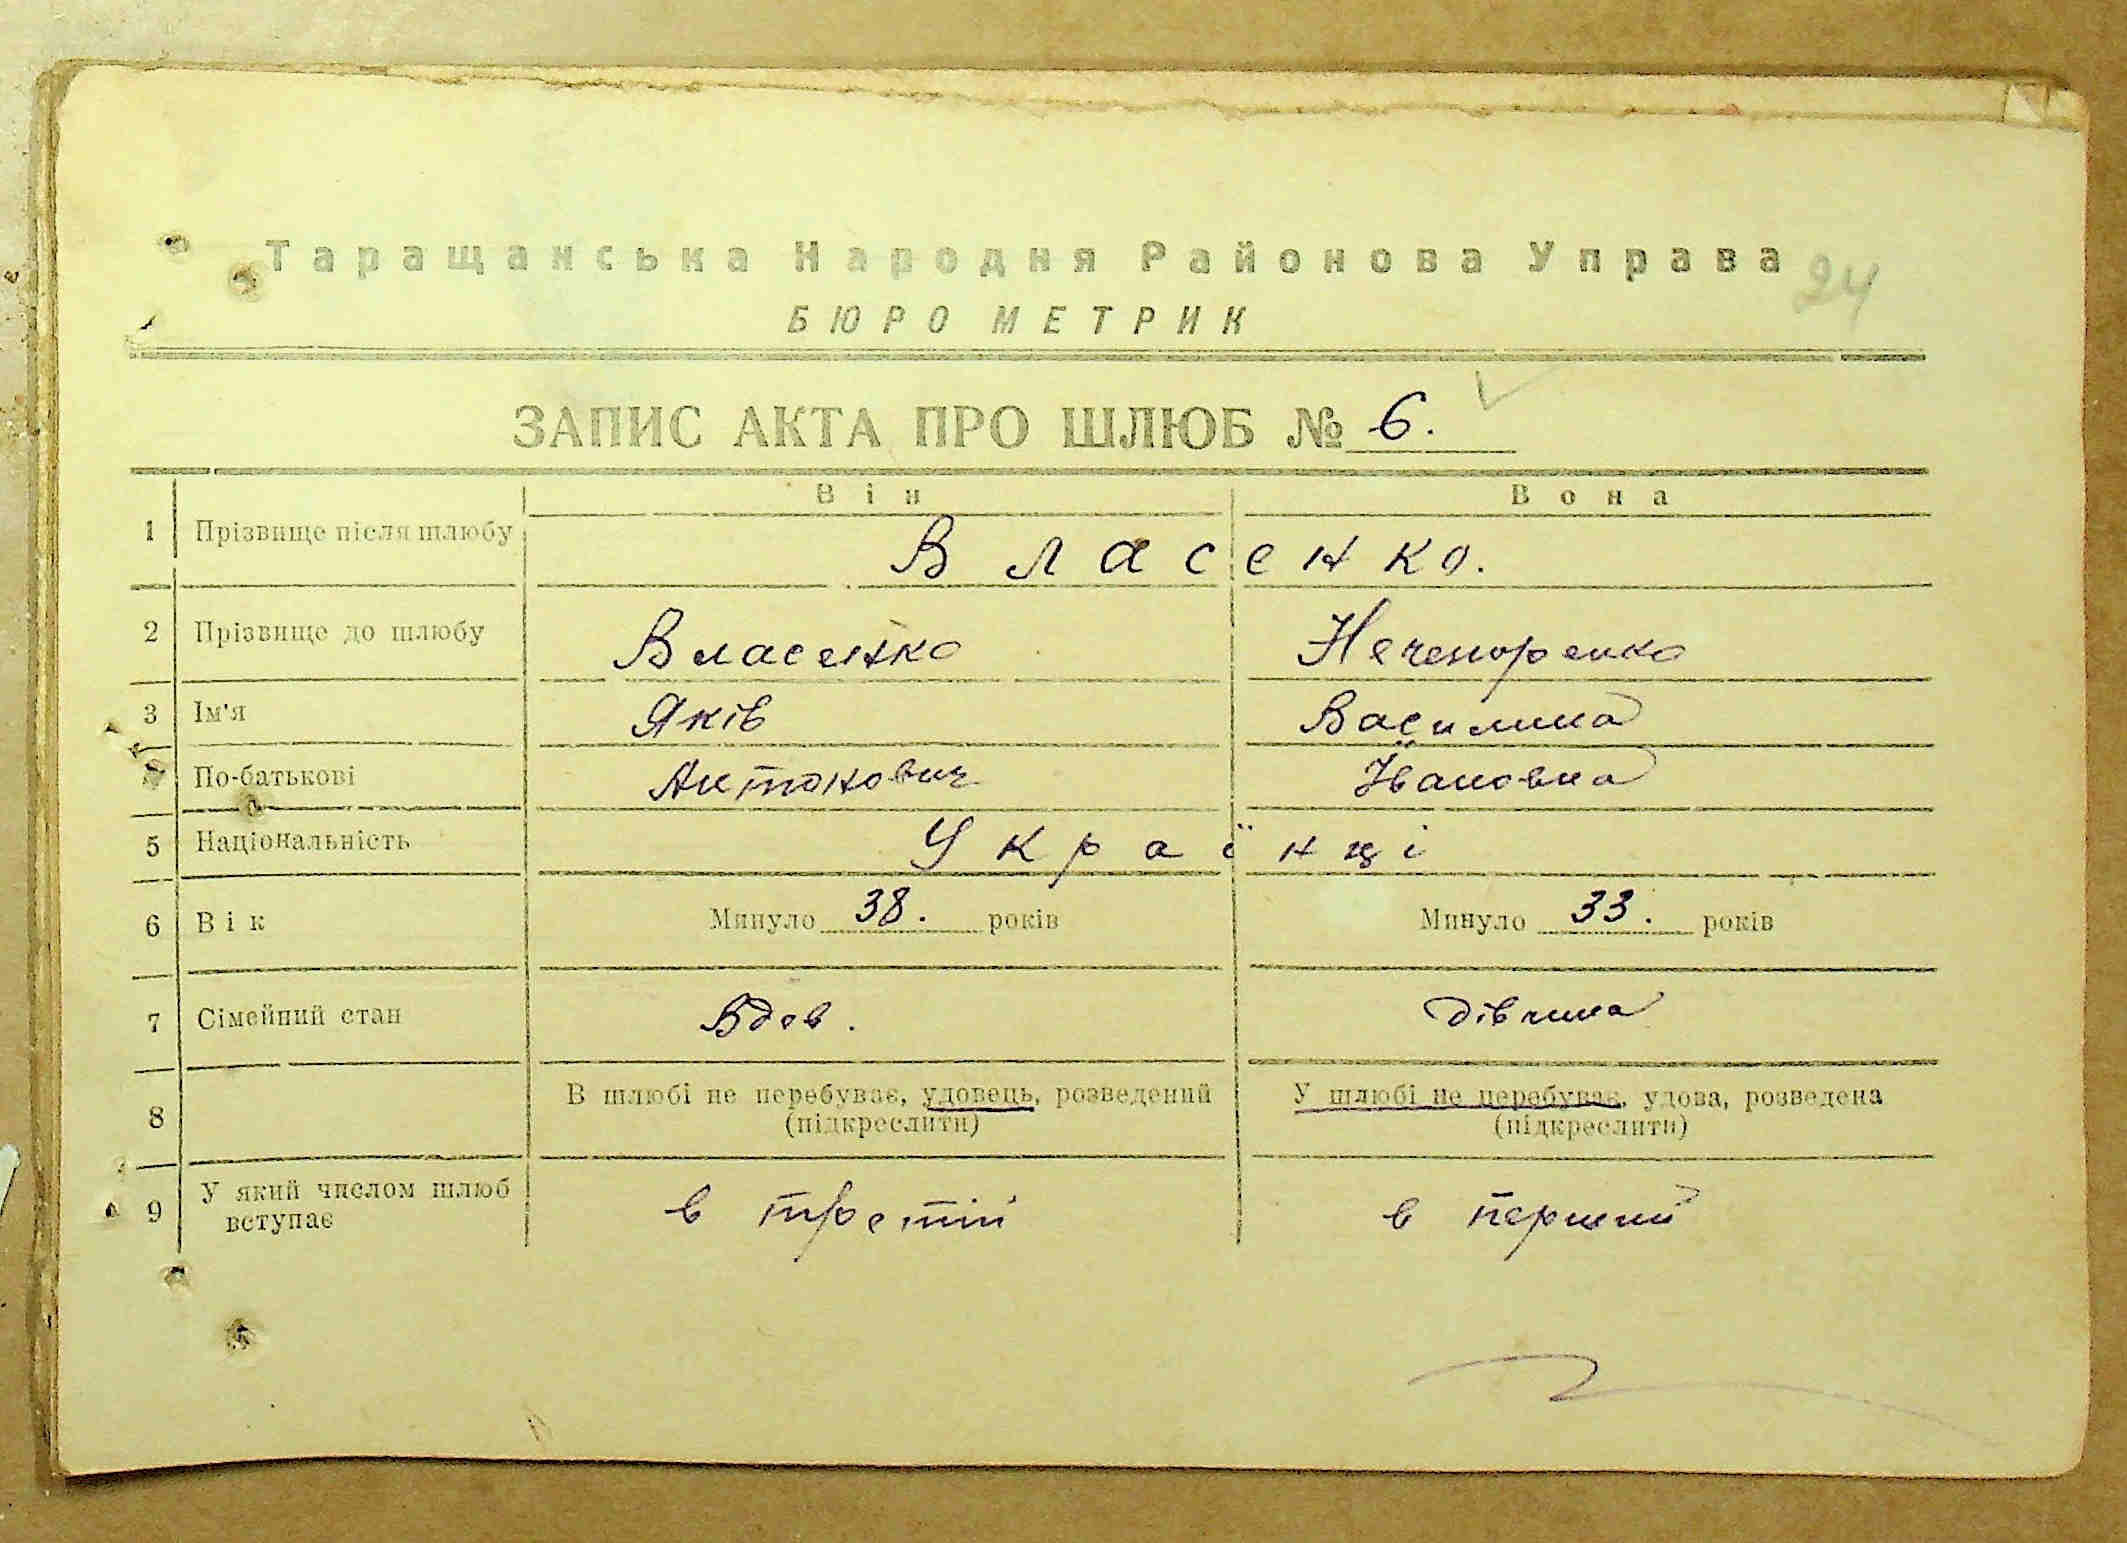 Таращанська Народня Районова Управа
24
БЮРО МЕТРИК
ЗАПИС АКТА ПРО ШЛЮБ № 6.
Він Вона
1 Прізвище після шлюбу Власенко.
2 Прізвище до шлюбу Власенко Нечепоренко
3 Ім'я Яків Василина
По-батькові Антонович Івановна
5 Національність Українці
6 Вік Минуло 38. років Минуло 33. років
7 Сімейний стан Вдов. дівчина
8 В шлюбі не перебуває, удовець, розведений У шлюбі не перебуває, удова, розведена
(підкреслити) (підкреслити)
9 У який числом шлюб
вступає в третій в перший